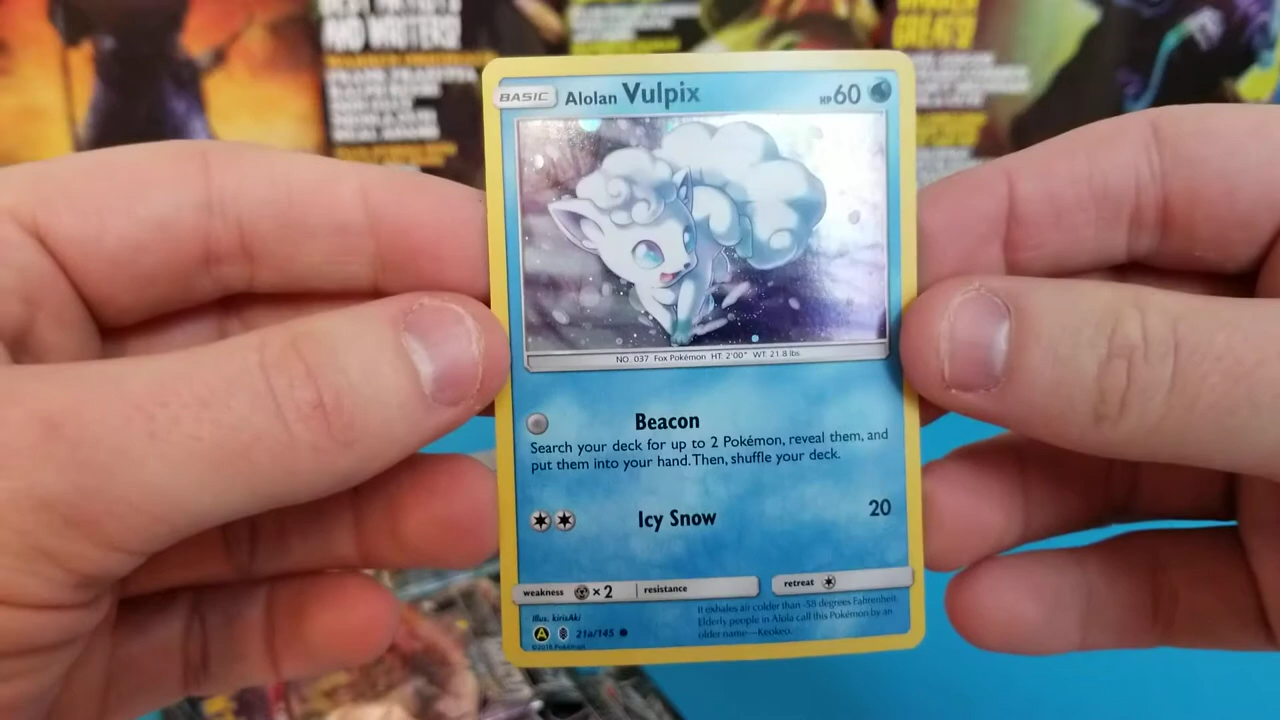 AND WRITERS!
GREATS
BASIC Alolan Vulpix HP 60
NO. 037 Fox Pokémon HT: 2'00" WT: 21.8 lbs.
Beacon
Search your deck for up to 2 Pokémon, reveal them, and
put them into your hand. Then, shuffle your deck.
Icy Snow 20
weakness ×2 resistance retreat
Illus. kirisAki
It exhales air colder than -58 degrees Fahrenheit.
Elderly people in Alola call this Pokémon by an
older name—Keokeo.
A 21a/145
©2018 Pokémon